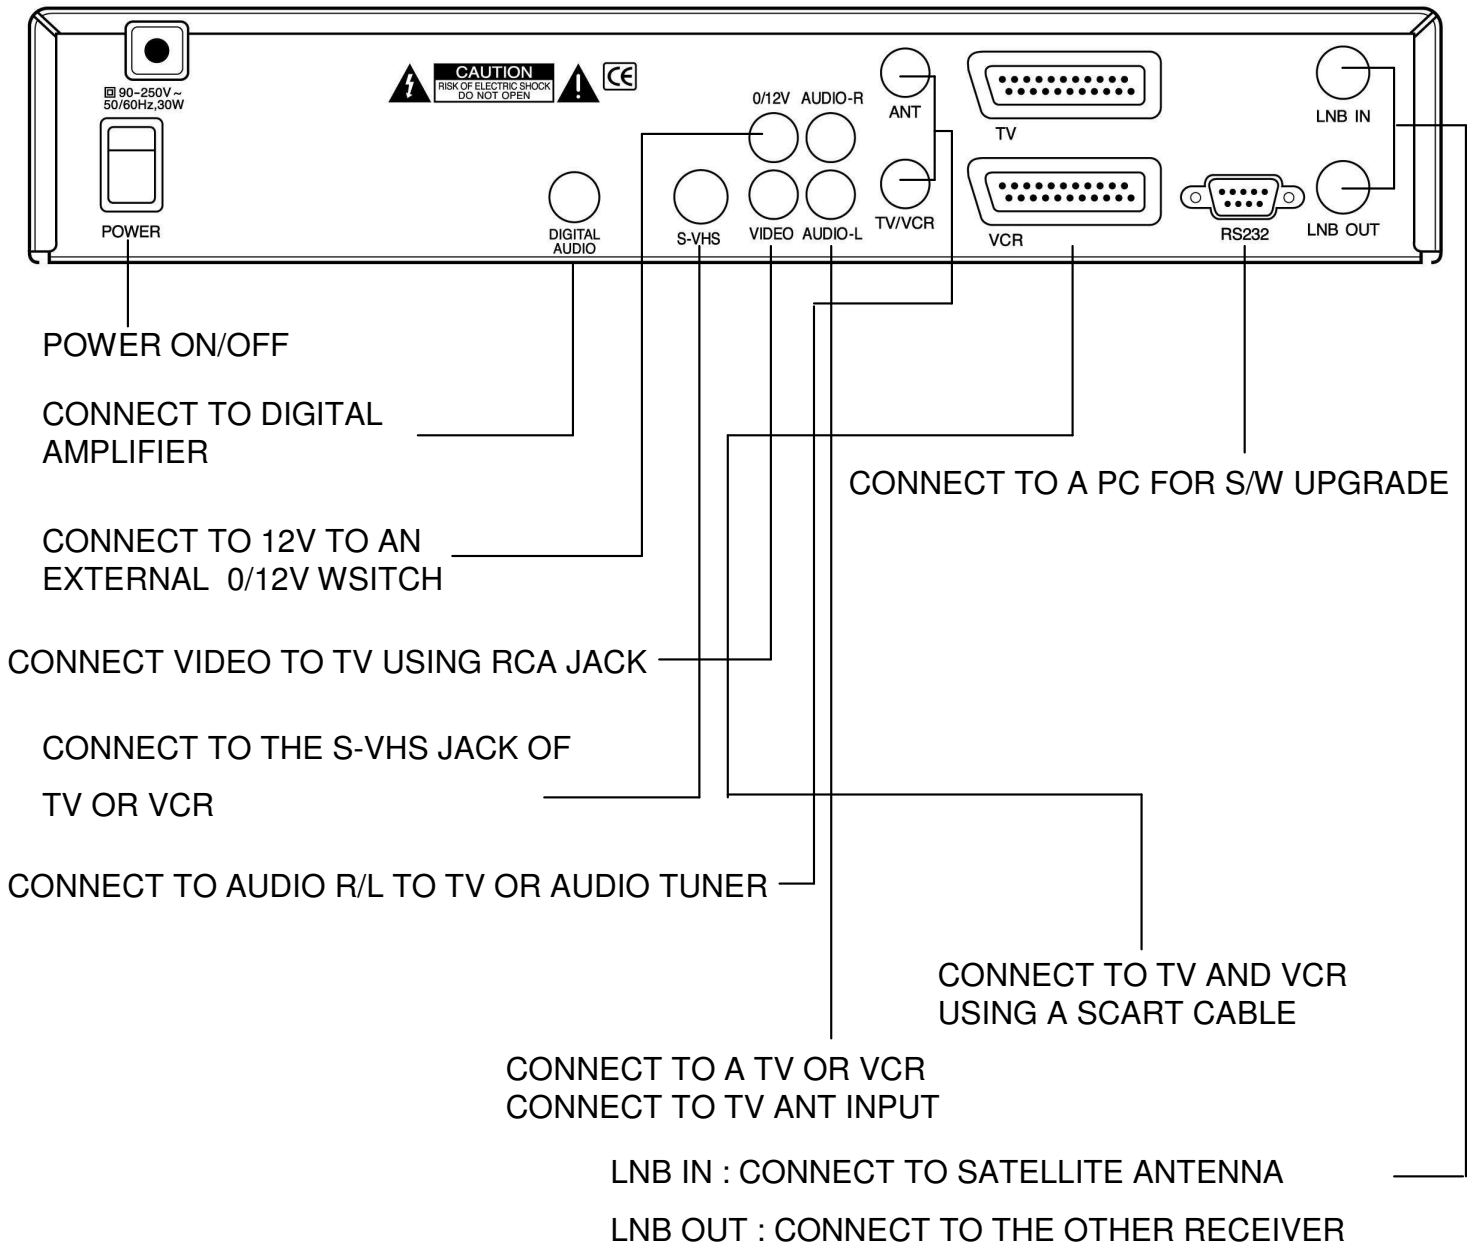 90-250V ~
50/60Hz,30W
POWER
CAUTION
RISK OF ELECTRIC SHOCK
DO NOT OPEN
CE
DIGITAL
AUDIO
S-VHS
0/12V AUDIO-R
VIDEO AUDIO-L
ANT
TV/VCR
TV
VCR
RS232
LNB IN
LNB OUT
POWER ON/OFF
CONNECT TO DIGITAL
AMPLIFIER
CONNECT TO A PC FOR S/W UPGRADE
CONNECT TO 12V TO AN
EXTERNAL 0/12V WSITCH
CONNECT VIDEO TO TV USING RCA JACK
CONNECT TO THE S-VHS JACK OF
TV OR VCR
CONNECT TO AUDIO R/L TO TV OR AUDIO TUNER
CONNECT TO TV AND VCR
USING A SCART CABLE
CONNECT TO A TV OR VCR
CONNECT TO TV ANT INPUT
LNB IN : CONNECT TO SATELLITE ANTENNA
LNB OUT : CONNECT TO THE OTHER RECEIVER